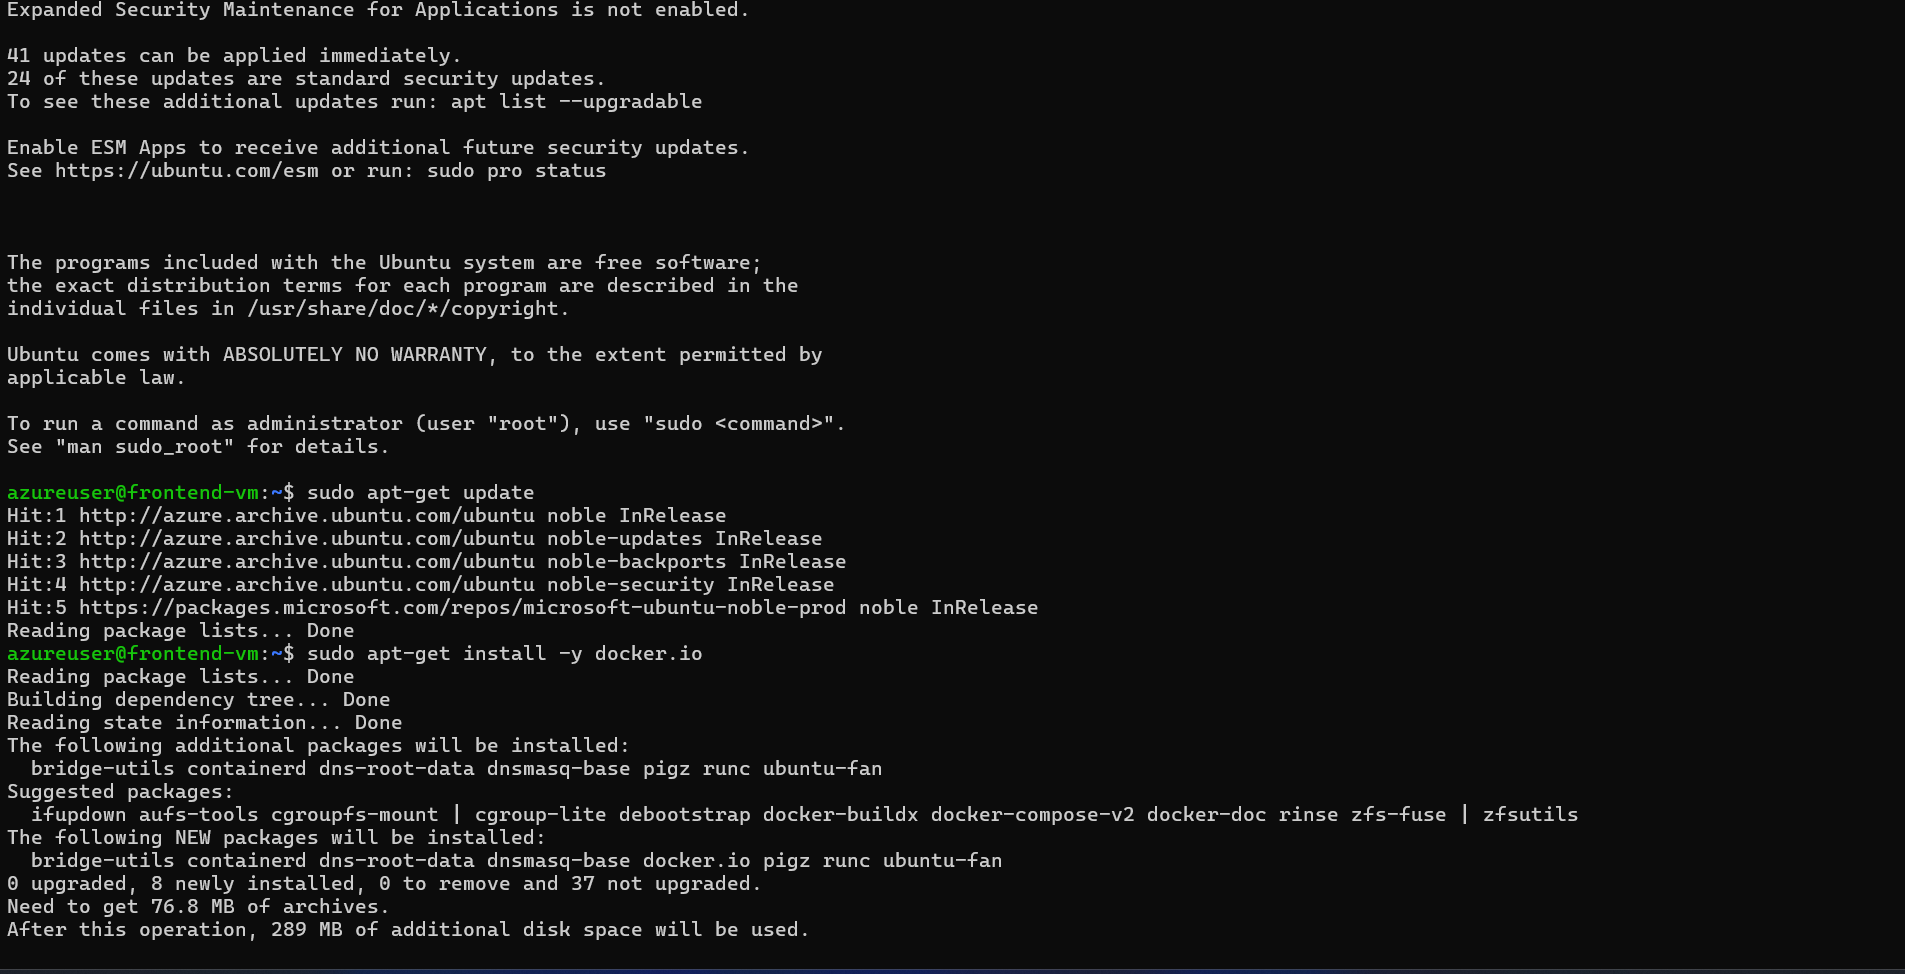 Expanded Security Maintenance for Applications is not enabled.
41 updates can be applied immediately.
24 of these updates are standard security updates.
To see these additional updates run: apt list --upgradable
Enable ESM Apps to receive additional future security updates.
See https://ubuntu.com/esm or run: sudo pro status
The programs included with the Ubuntu system are free software;
the exact distribution terms for each program are described in the
individual files in /usr/share/doc/*/copyright.
Ubuntu comes with ABSOLUTELY NO WARRANTY, to the extent permitted by
applicable law.
To run a command as administrator (user "root"), use "sudo <command>".
See "man sudo_root" for details.
azureuser@frontend-vm:~$ sudo apt-get update
Hit:1 http://azure.archive.ubuntu.com/ubuntu noble InRelease
Hit:2 http://azure.archive.ubuntu.com/ubuntu noble-updates InRelease
Hit:3 http://azure.archive.ubuntu.com/ubuntu noble-backports InRelease
Hit:4 http://azure.archive.ubuntu.com/ubuntu noble-security InRelease
Hit:5 https://packages.microsoft.com/repos/microsoft-ubuntu-noble-prod noble InRelease
Reading package lists... Done
azureuser@frontend-vm:~$ sudo apt-get install -y docker.io
Reading package lists... Done
Building dependency tree... Done
Reading state information... Done
The following additional packages will be installed:
  bridge-utils containerd dns-root-data dnsmasq-base pigz runc ubuntu-fan
Suggested packages:
  ifupdown aufs-tools cgroupfs-mount | cgroup-lite debootstrap docker-buildx docker-compose-v2 docker-doc rinse zfs-fuse | zfsutils
The following NEW packages will be installed:
  bridge-utils containerd dns-root-data dnsmasq-base docker.io pigz runc ubuntu-fan
0 upgraded, 8 newly installed, 0 to remove and 37 not upgraded.
Need to get 76.8 MB of archives.
After this operation, 289 MB of additional disk space will be used.